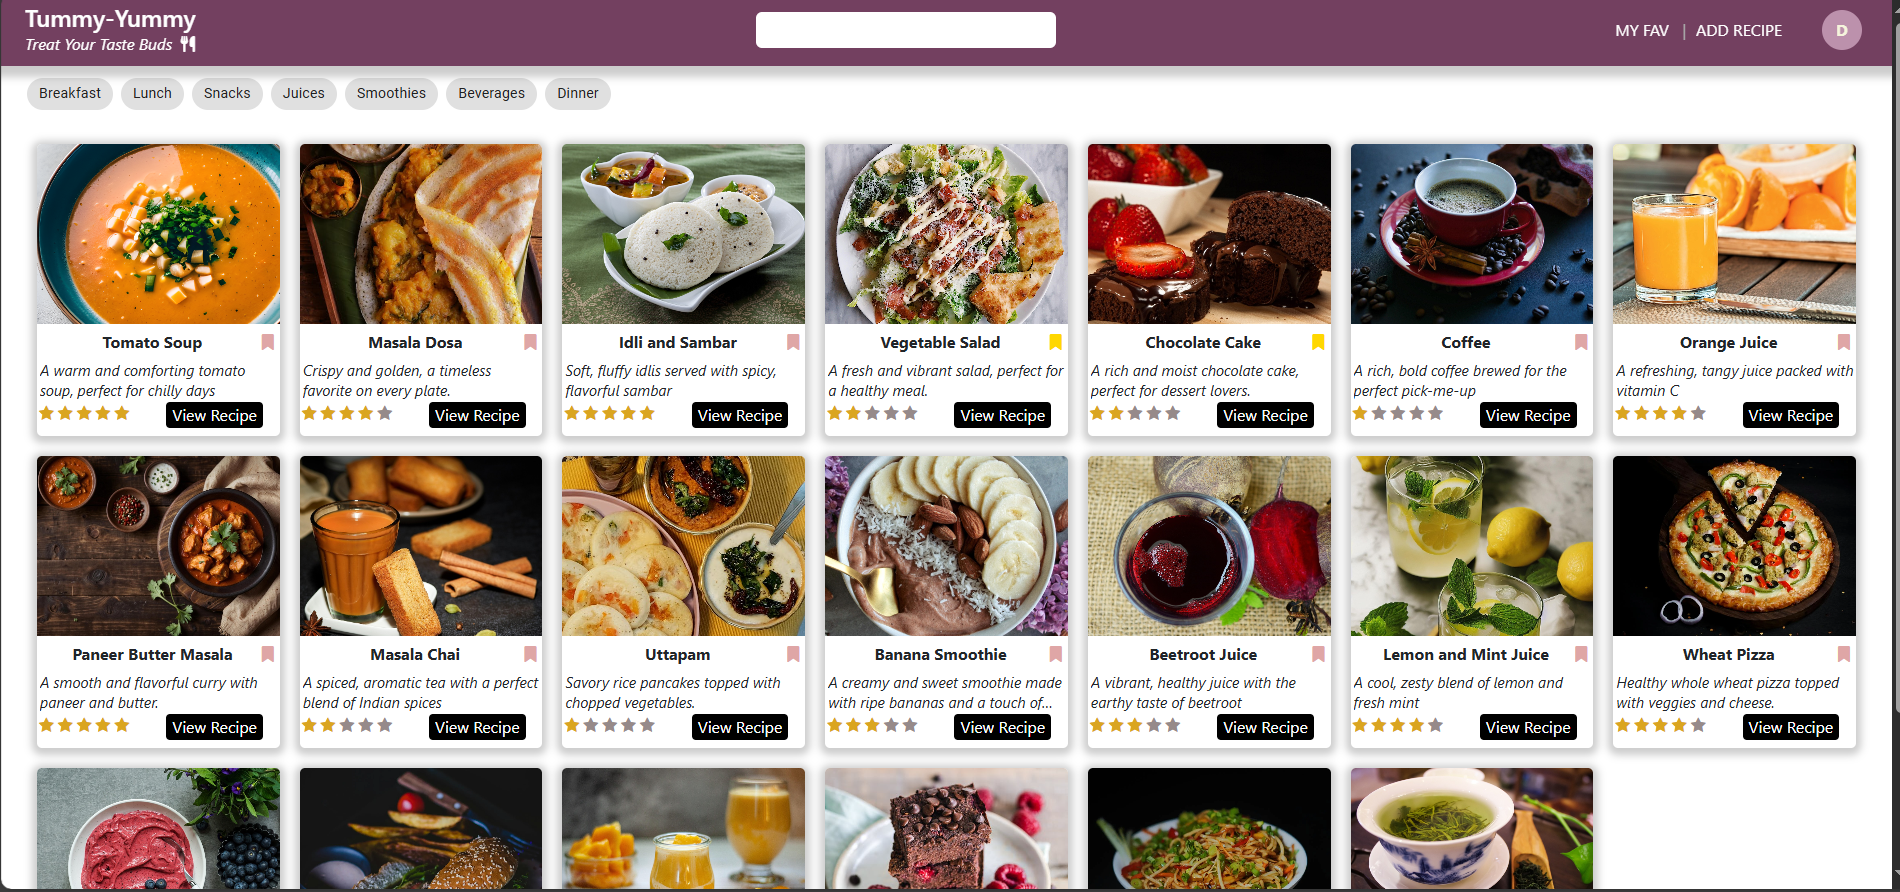 Tummy-Yummy
Treat Your Taste Buds
MY FAV | ADD RECIPE
D
Breakfast
Lunch
Snacks
Juices
Smoothies
Beverages
Dinner
Tomato Soup
A warm and comforting tomato
soup, perfect for chilly days
View Recipe
Masala Dosa
Crispy and golden, a timeless
favorite on every plate.
View Recipe
Idli and Sambar
Soft, fluffy idlis served with spicy,
flavorful sambar
View Recipe
Vegetable Salad
A fresh and vibrant salad, perfect for
a healthy meal.
View Recipe
Chocolate Cake
A rich and moist chocolate cake,
perfect for dessert lovers.
View Recipe
Coffee
A rich, bold coffee brewed for the
perfect pick-me-up
View Recipe
Orange Juice
A refreshing, tangy juice packed with
vitamin C
View Recipe
Paneer Butter Masala
A smooth and flavorful curry with
paneer and butter.
View Recipe
Masala Chai
A spiced, aromatic tea with a perfect
blend of Indian spices
View Recipe
Uttapam
Savory rice pancakes topped with
chopped vegetables.
View Recipe
Banana Smoothie
A creamy and sweet smoothie made
with ripe bananas and a touch of...
View Recipe
Beetroot Juice
A vibrant, healthy juice with the
earthy taste of beetroot
View Recipe
Lemon and Mint Juice
A cool, zesty blend of lemon and
fresh mint
View Recipe
Wheat Pizza
Healthy whole wheat pizza topped
with veggies and cheese.
View Recipe